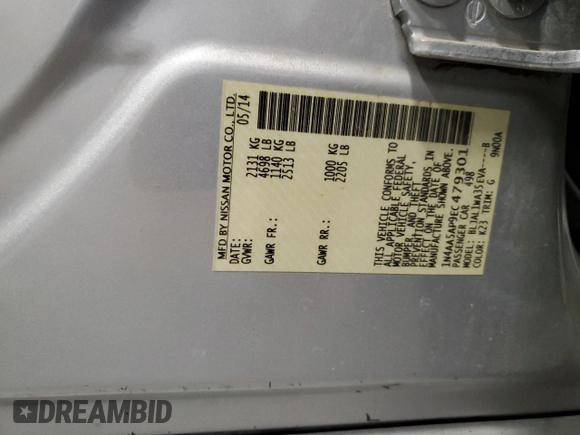 MFD BY NISSAN MOTOR CO., LTD.
DATE: 05/14
GVWR: 2131 KG
4698 LB
GAWR FR.: 1140 KG
2513 LB
GAWR RR.: 1000 KG
2205 LB
THIS VEHICLE CONFORMS TO
ALL APPLICABLE FEDERAL
MOTOR VEHICLE SAFETY,
BUMPER, AND THEFT
PREVENTION STANDARDS IN
EFFECT ON THE DATE OF
MANUFACTURE SHOWN ABOVE.
1N4AA5AP9EC479301
PASSENGER CAR 498 9N00A
MODEL: BLJALMWA35EVA----B
COLOR: K23 TRIM: G
DREAMBID